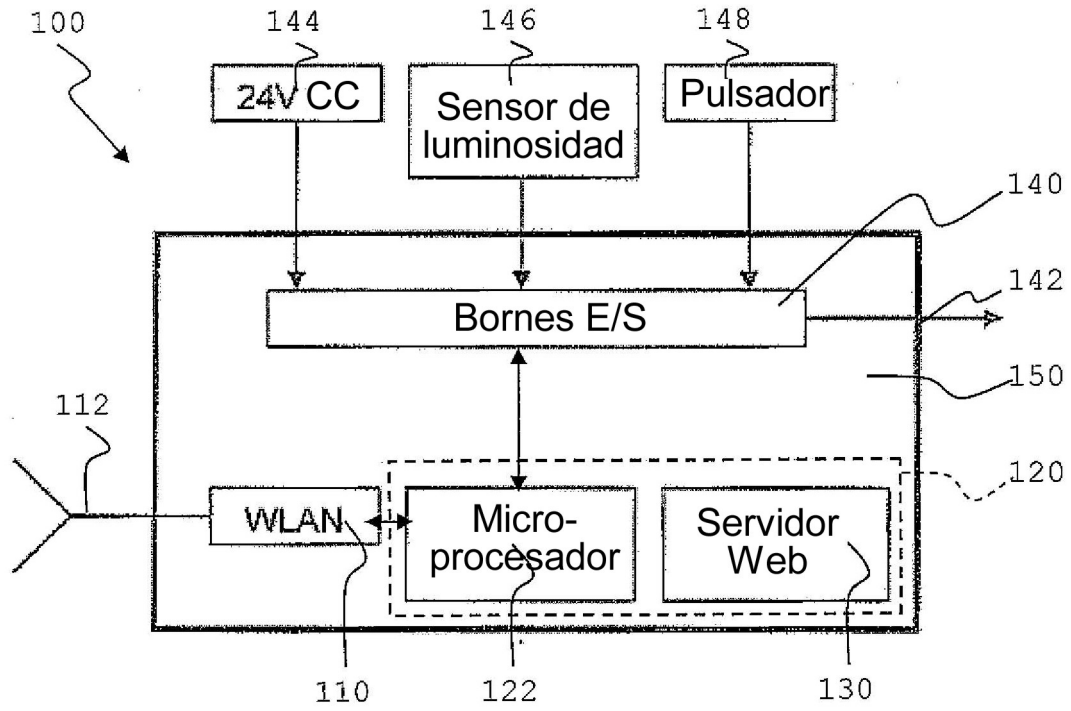 100
144
146
148
24V CC
Sensor de
luminosidad
Pulsador
140
Bornes E/S
142
150
112
120
WLAN
Micro-
procesador
Servidor
Web
110
122
130